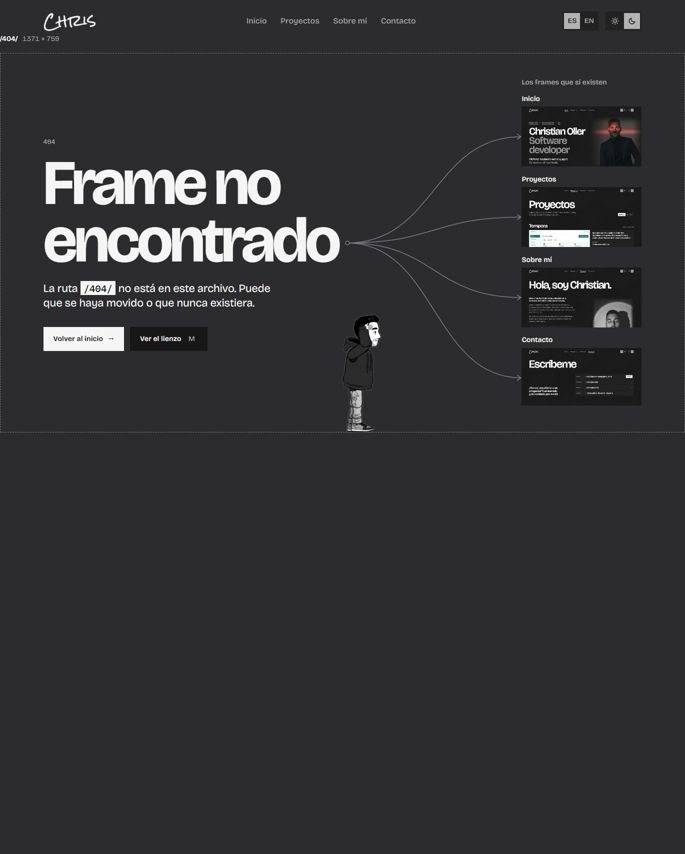 CHRIS
Inicio Proyectos Sobre mí Contacto
ES EN
/404/ 1371 × 759
404
Frame no
encontrado
La ruta /404/ no está en este archivo. Puede
que se haya movido o que nunca existiera.
Volver al inicio →
Ver el lienzo M
Los frames que sí existen
Inicio
Christian Oller
Software
developer
Proyectos
Proyectos
Tempora
Sobre mí
Hola, soy Christian.
Contacto
Escríbeme